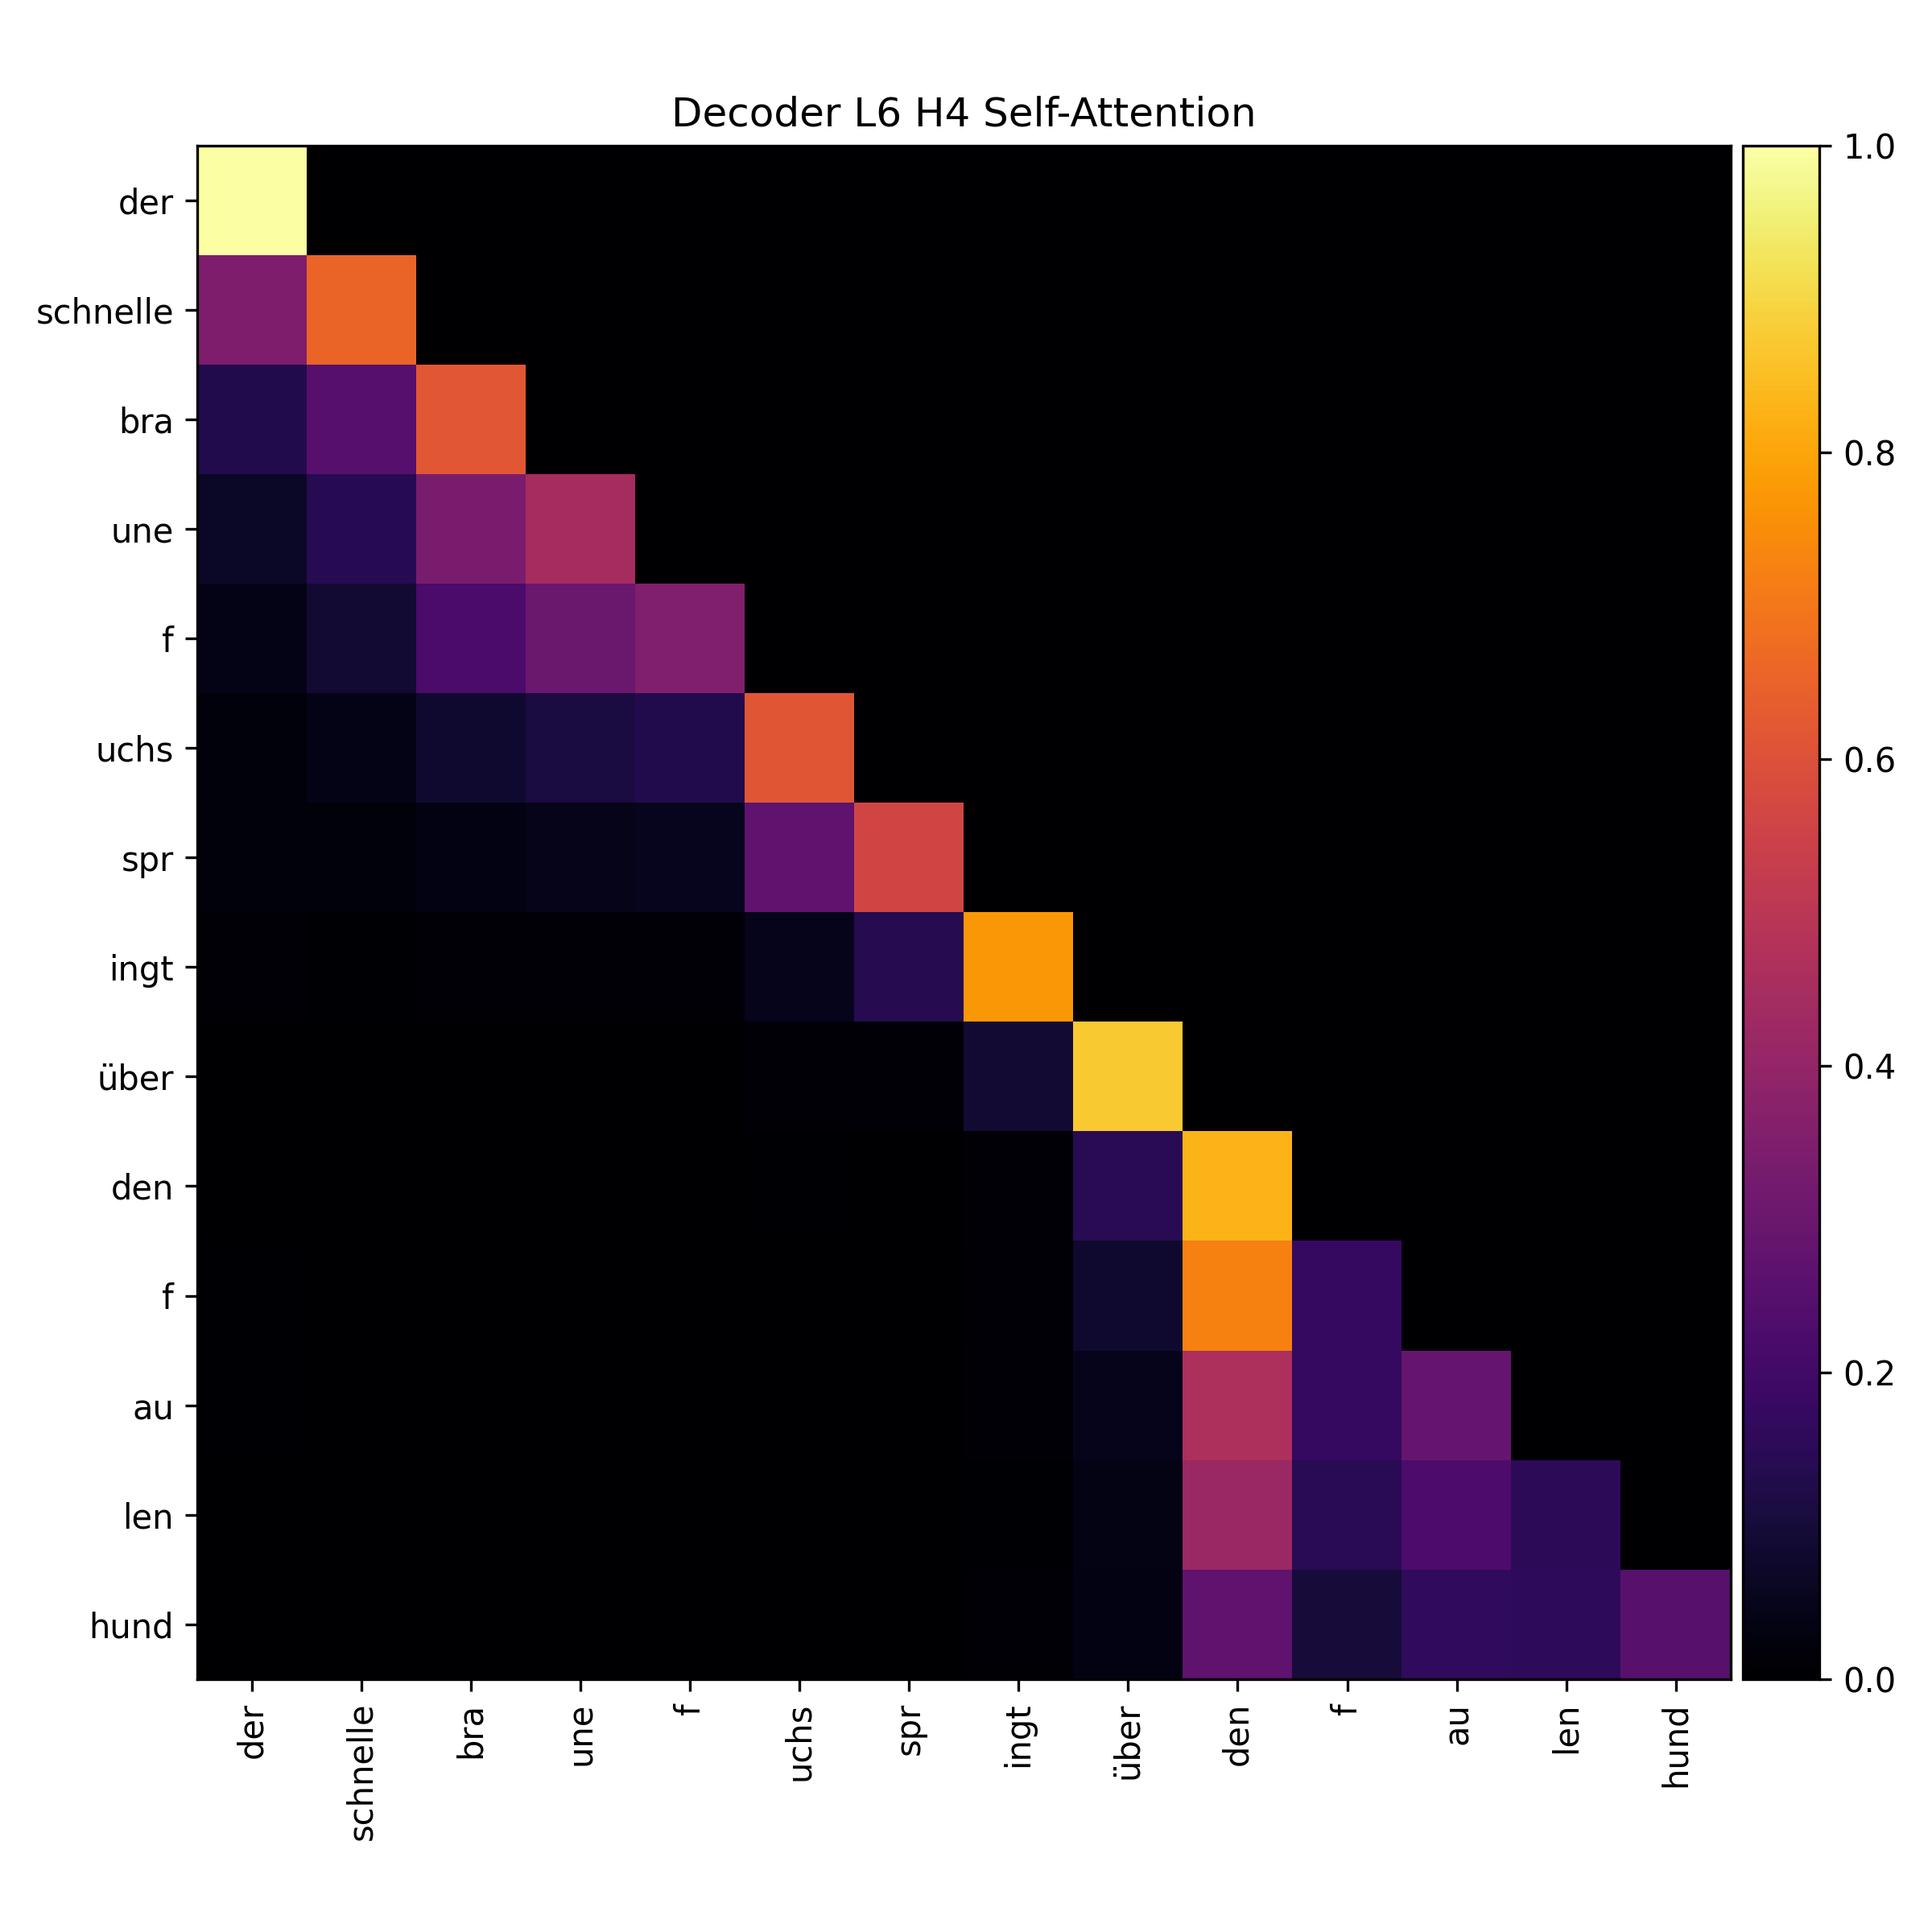 Decoder L6 H4 Self-Attention
der
schnelle
bra
une
f
uchs
spr
ingt
über
den
f
au
len
hund
der
schnelle
bra
une
f
uchs
spr
ingt
über
den
f
au
len
hund
1.0
0.8
0.6
0.4
0.2
0.0